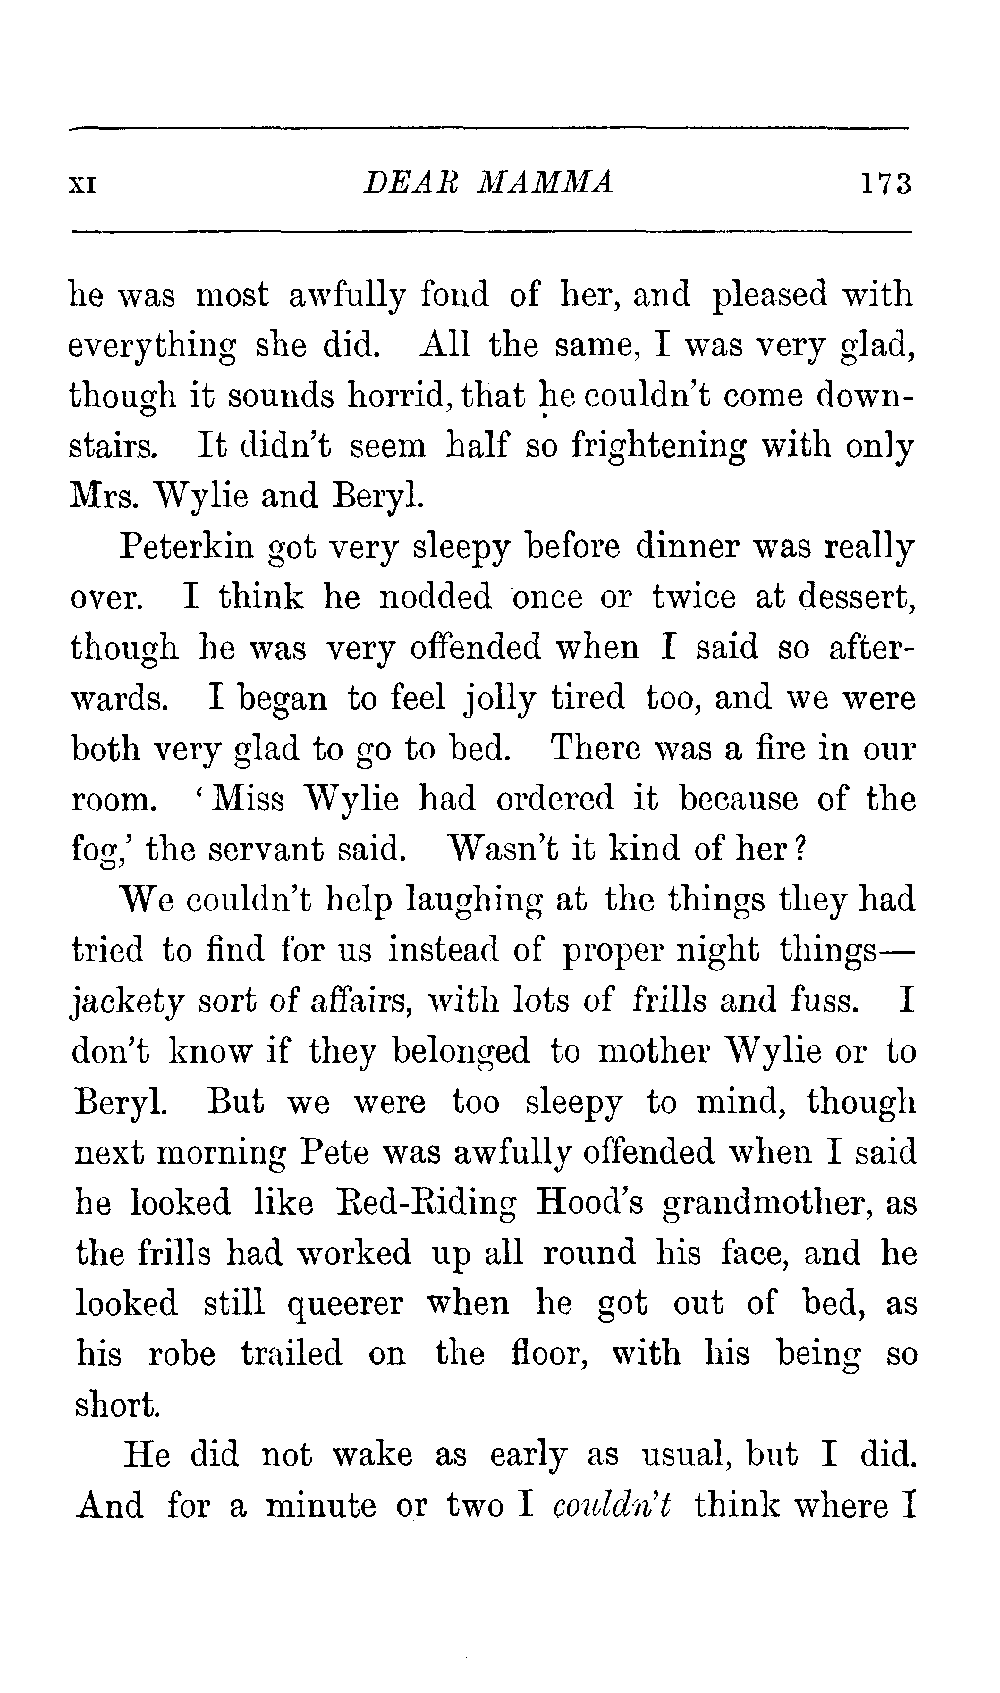 XI DEAR MAMMA 173
he was most awfully fond of her, and pleased with
everything she did. All the same, I was very glad,
though it sounds horrid, that he couldn't come down-
stairs. It didn't seem half so frightening with only
Mrs. Wylie and Beryl.
Peterkin got very sleepy before dinner was really
over. I think he nodded once or twice at dessert,
though he was very offended when I said so after-
wards. I began to feel jolly tired too, and we were
both very glad to go to bed. There was a fire in our
room. ‘Miss Wylie had ordered it because of the
fog,’ the servant said. Wasn't it kind of her?
We couldn't help laughing at the things they had
tried to find for us instead of proper night things—
jackety sort of affairs, with lots of frills and fuss. I
don't know if they belonged to mother Wylie or to
Beryl. But we were too sleepy to mind, though
next morning Pete was awfully offended when I said
he looked like Red-Riding Hood's grandmother, as
the frills had worked up all round his face, and he
looked still queerer when he got out of bed, as
his robe trailed on the floor, with his being so
short.
He did not wake as early as usual, but I did.
And for a minute or two I couldn't think where I